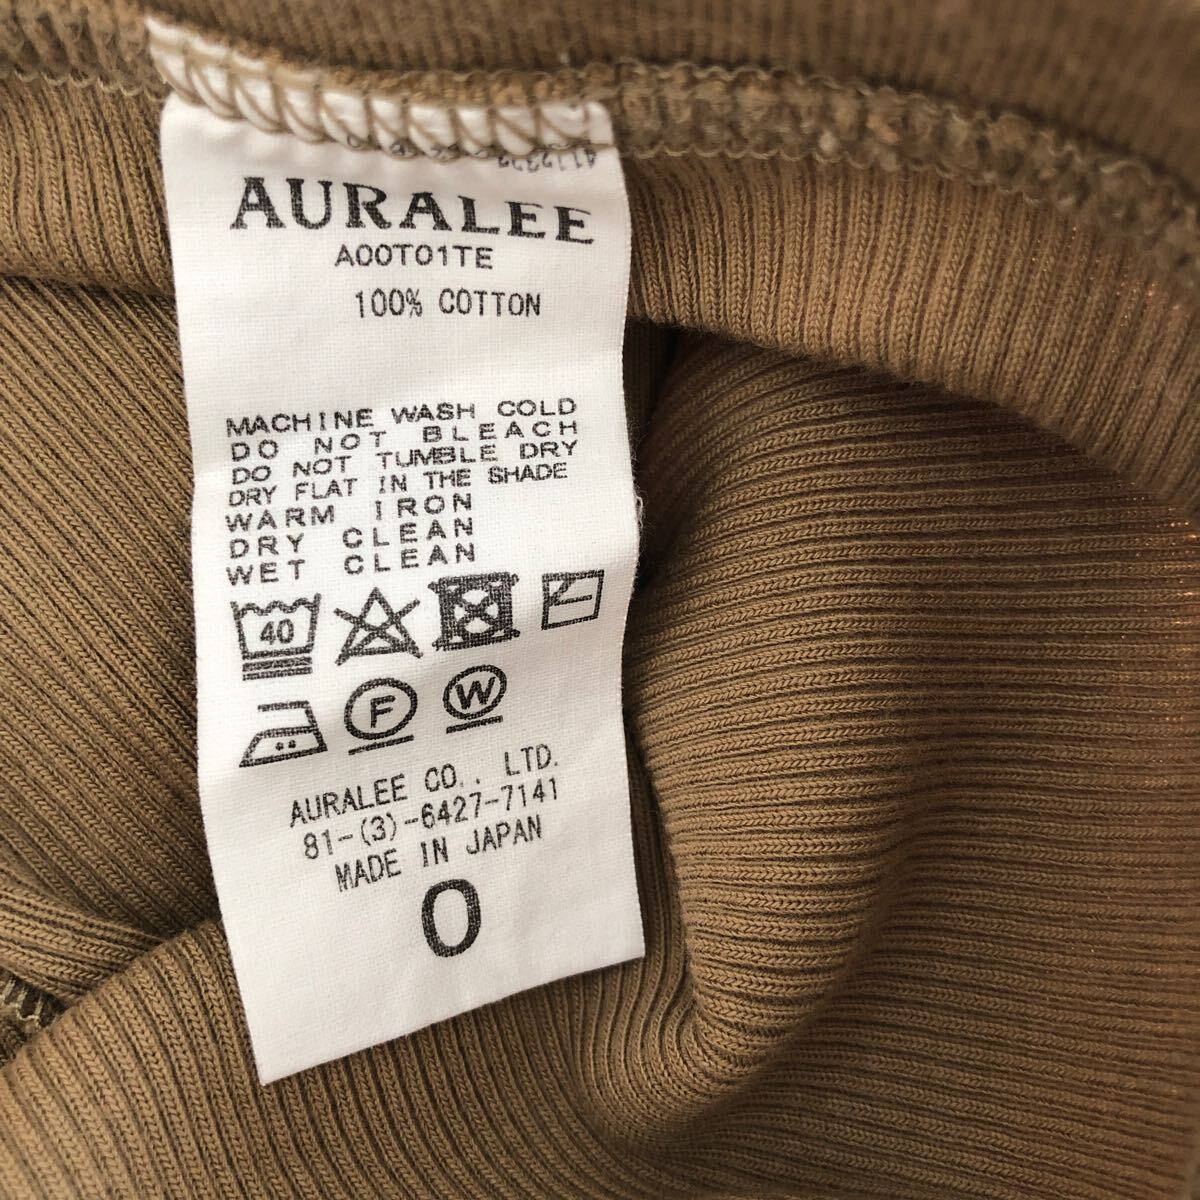 AURALEE
A00T01TE
100% COTTON
MACHINE WASH COLD
DO NOT BLEACH
DO NOT TUMBLE DRY
DRY FLAT IN THE SHADE
WARM IRON
DRY CLEAN
WET CLEAN
40
F W
AURALEE CO., LTD.
81-(3)-6427-7141
MADE IN JAPAN
0